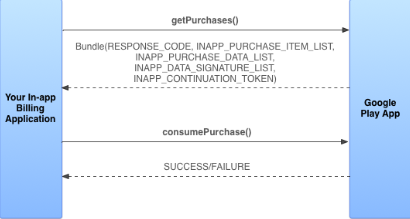 getPurchases()
Bundle(RESPONSE_CODE, INAPP_PURCHASE_ITEM_LIST,
INAPP_PURCHASE_DATA_LIST,
INAPP_DATA_SIGNATURE_LIST,
INAPP_CONTINUATION_TOKEN)
Your In-app
Billing
Application
Google
Play App
consumePurchase()
SUCCESS/FAILURE